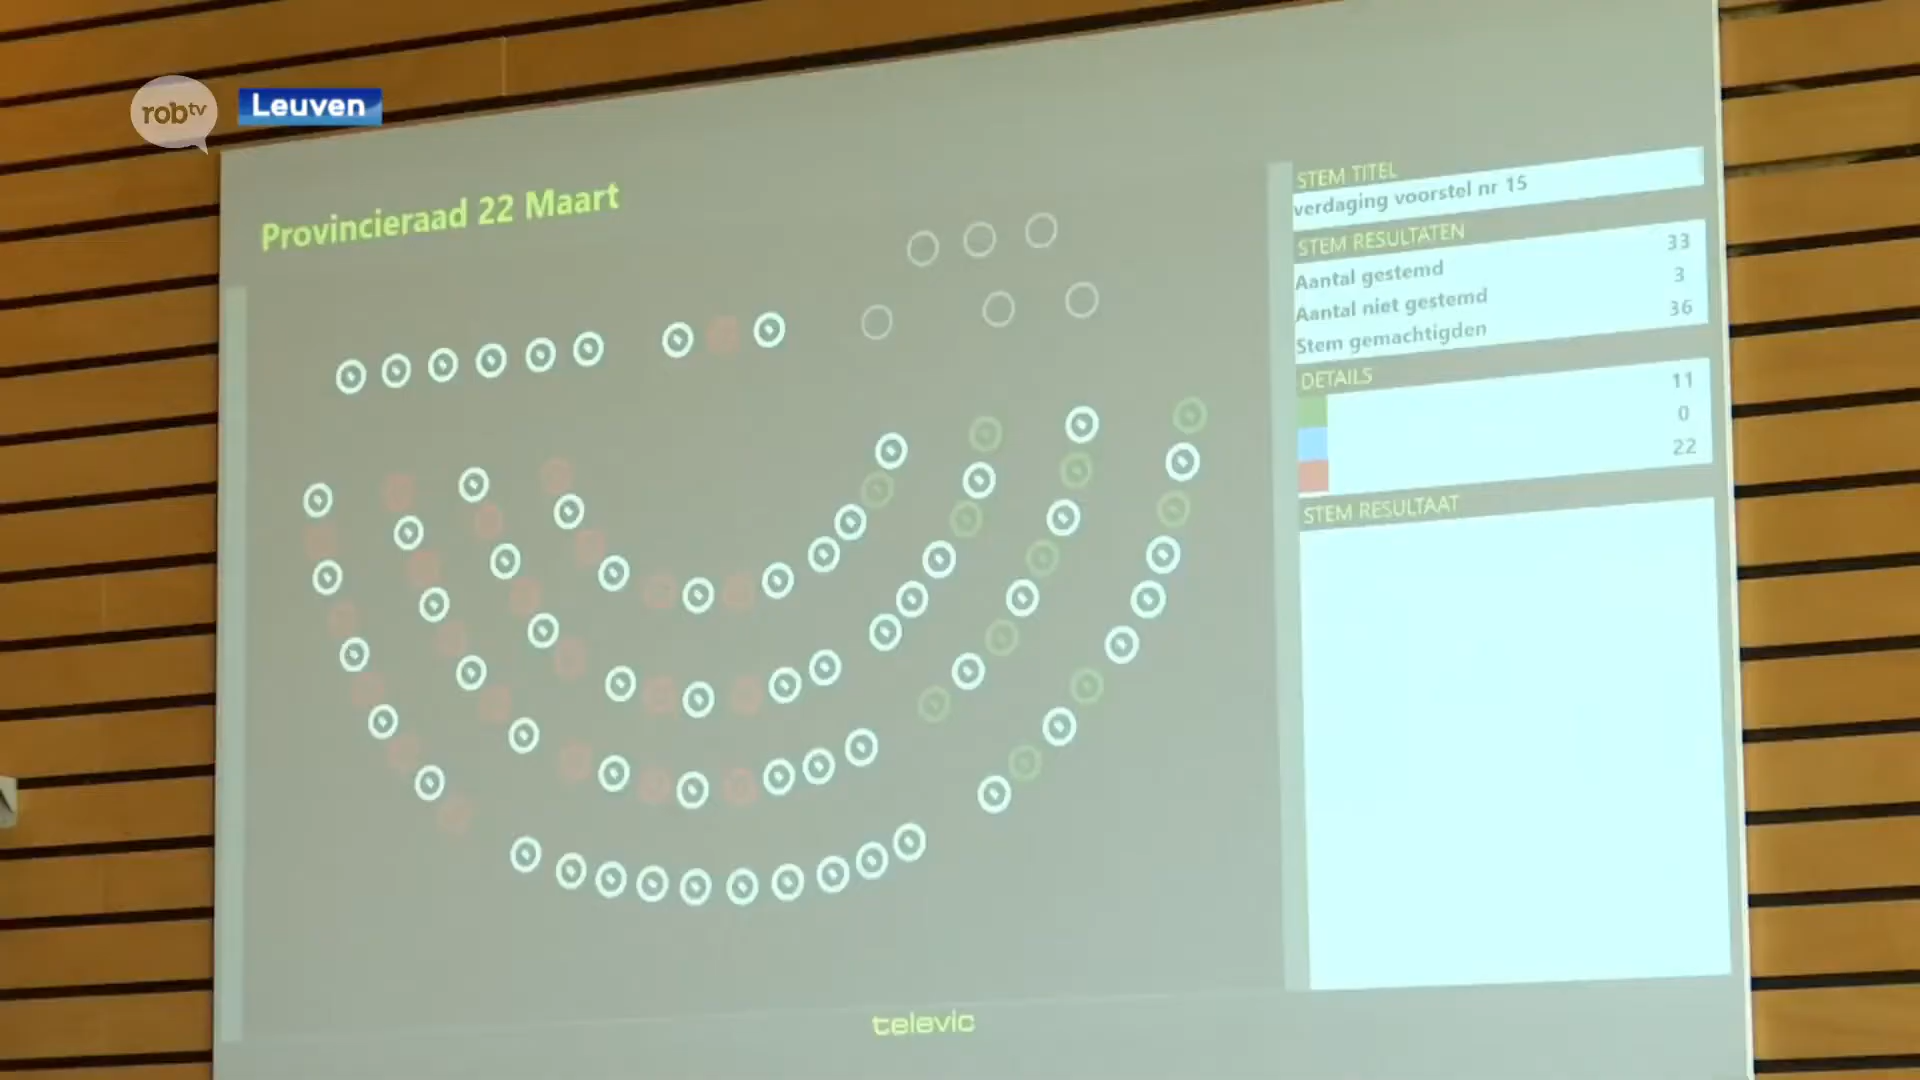 robtv
Leuven
Provincieraad 22 Maart
STEM TITEL
verdaging voorstel nr 15
STEM RESULTATEN
Aantal gestemd 33
Aantal niet gestemd 3
Stem gemachtigden 36
DETAILS
11
0
22
STEM RESULTAAT
televic